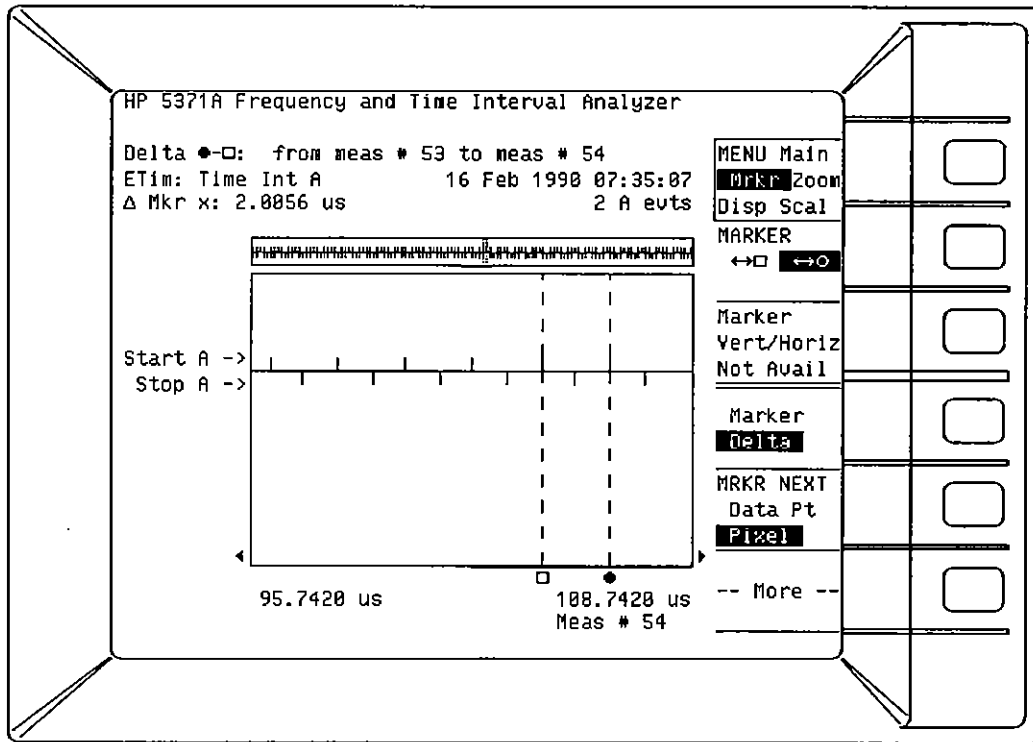 HP 5371A Frequency and Time Interval Analyzer
Delta ●-□: from meas # 53 to meas # 54
ETim: Time Int A 16 Feb 1990 07:35:07
Δ Mkr x: 2.0056 us 2 A evts
Start A ->
Stop A ->
95.7420 us 108.7420 us
Meas # 54
MENU Main
Mrkr Zoom
Disp Scal
MARKER
↔□ ↔○
Marker
Vert/Horiz
Not Avail
Marker
Delta
MRKR NEXT
Data Pt
Pixel
-- More --